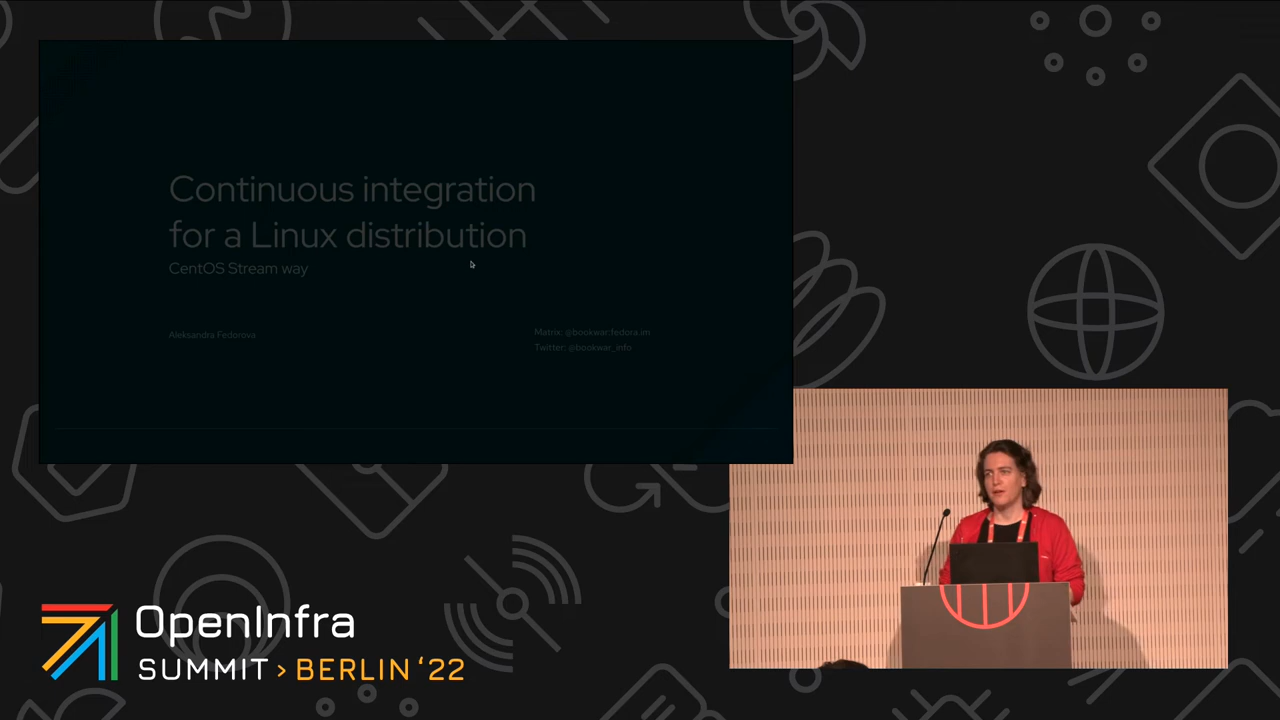 Continuous integration
for a Linux distribution
CentOS Stream way
Aleksandra Fedorova
Matrix: @bookwar:fedora.im
Twitter: @bookwar_info
OpenInfra
SUMMIT > BERLIN ‘22